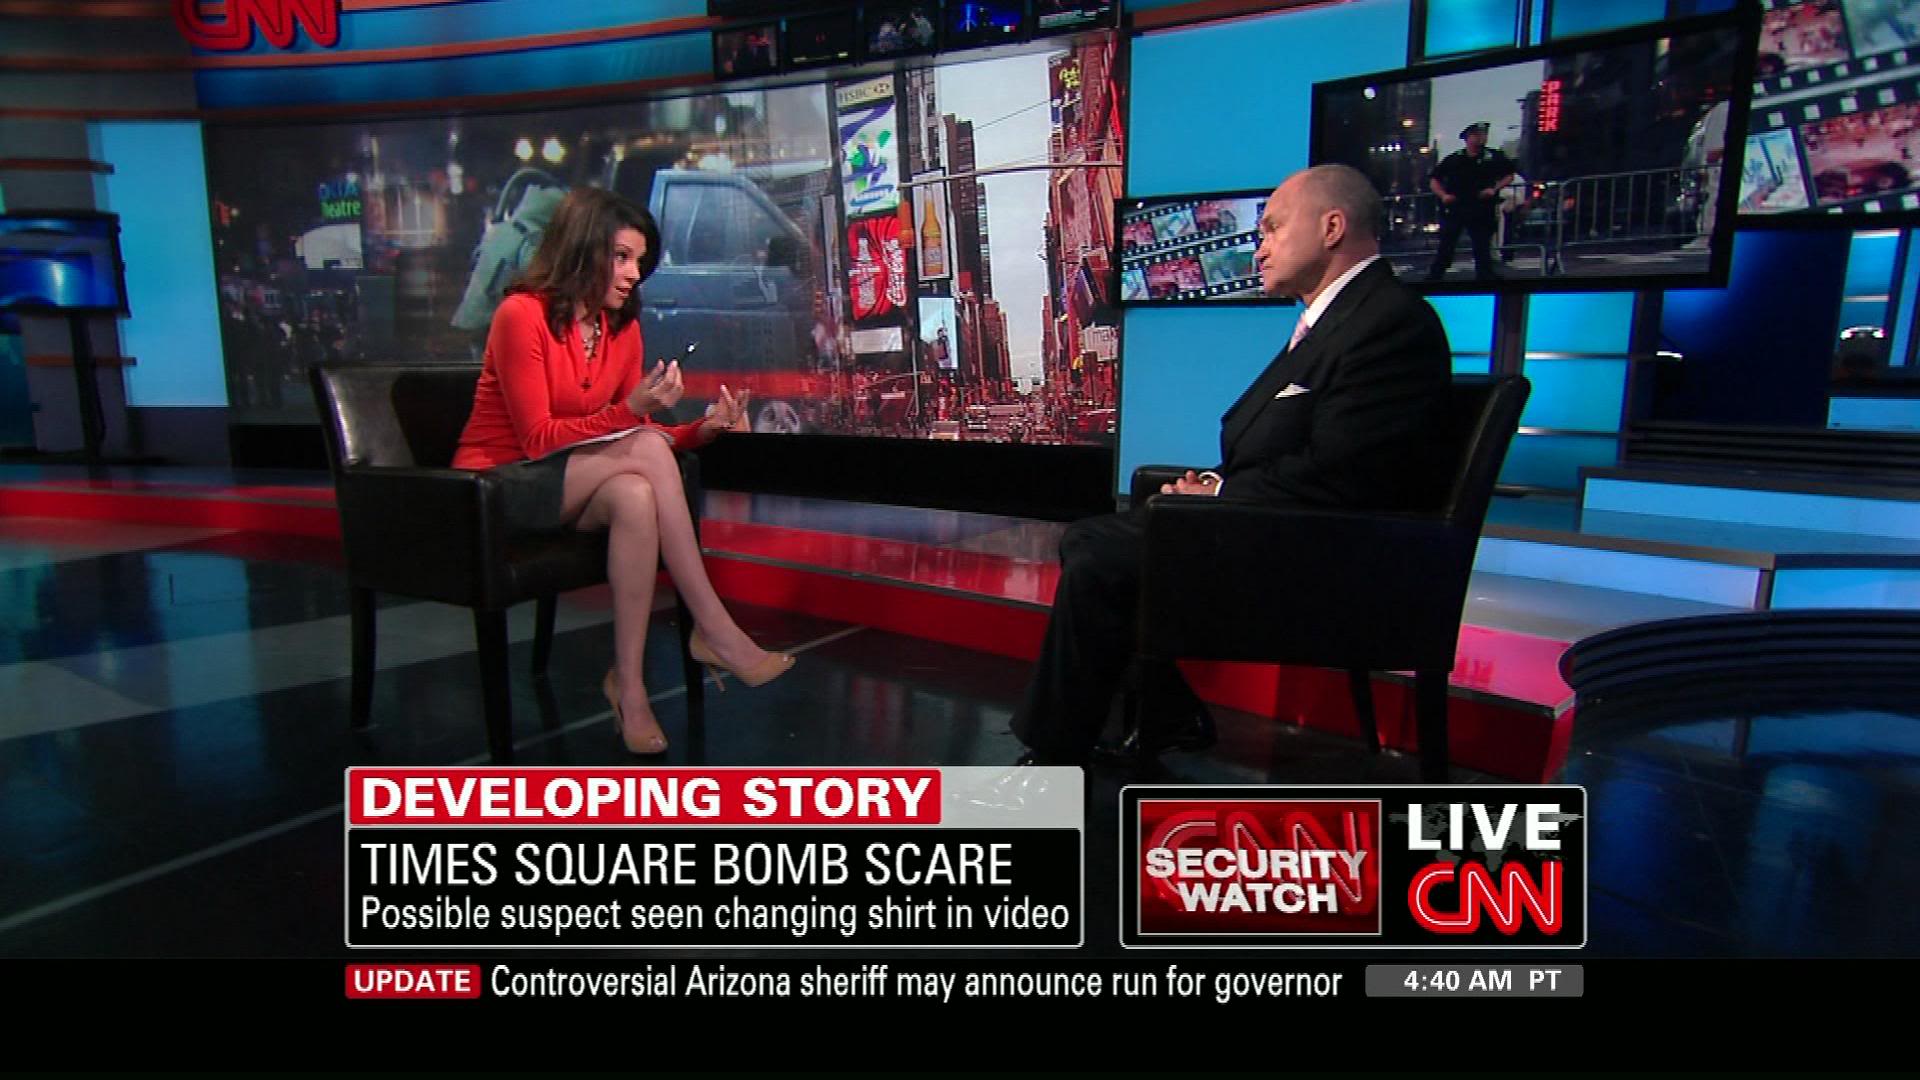 CNN
HSBC
PARK
DEVELOPING STORY
TIMES SQUARE BOMB SCARE
Possible suspect seen changing shirt in video
CNN
SECURITY
WATCH
LIVE
CNN
UPDATE Controversial Arizona sheriff may announce run for governor 4:40 AM PT